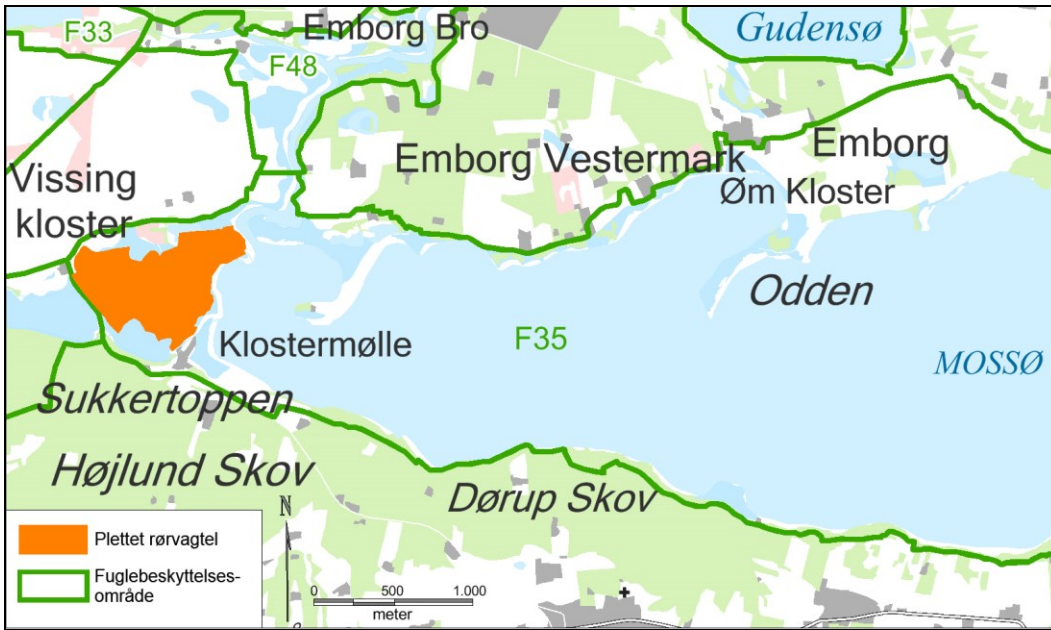 Emborg Bro
Gudensø
F33
F48
Emborg Vestermark
Emborg
Vissing
kloster
Øm Kloster
Odden
Klostermølle
F35
MOSSØ
Sukkertoppen
Højlund Skov
Dørup Skov
N
Plettet rørvagtel
Fuglebeskyttelses-
område
0 500 1.000
meter